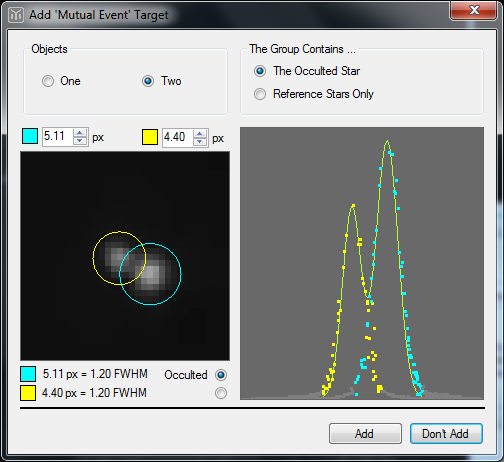 Add 'Mutual Event' Target
Objects
One
Two
The Group Contains ...
The Occulted Star
Reference Stars Only
5.11 px
4.40 px
5.11 px = 1.20 FWHM
Occulted
4.40 px = 1.20 FWHM
Add
Don't Add